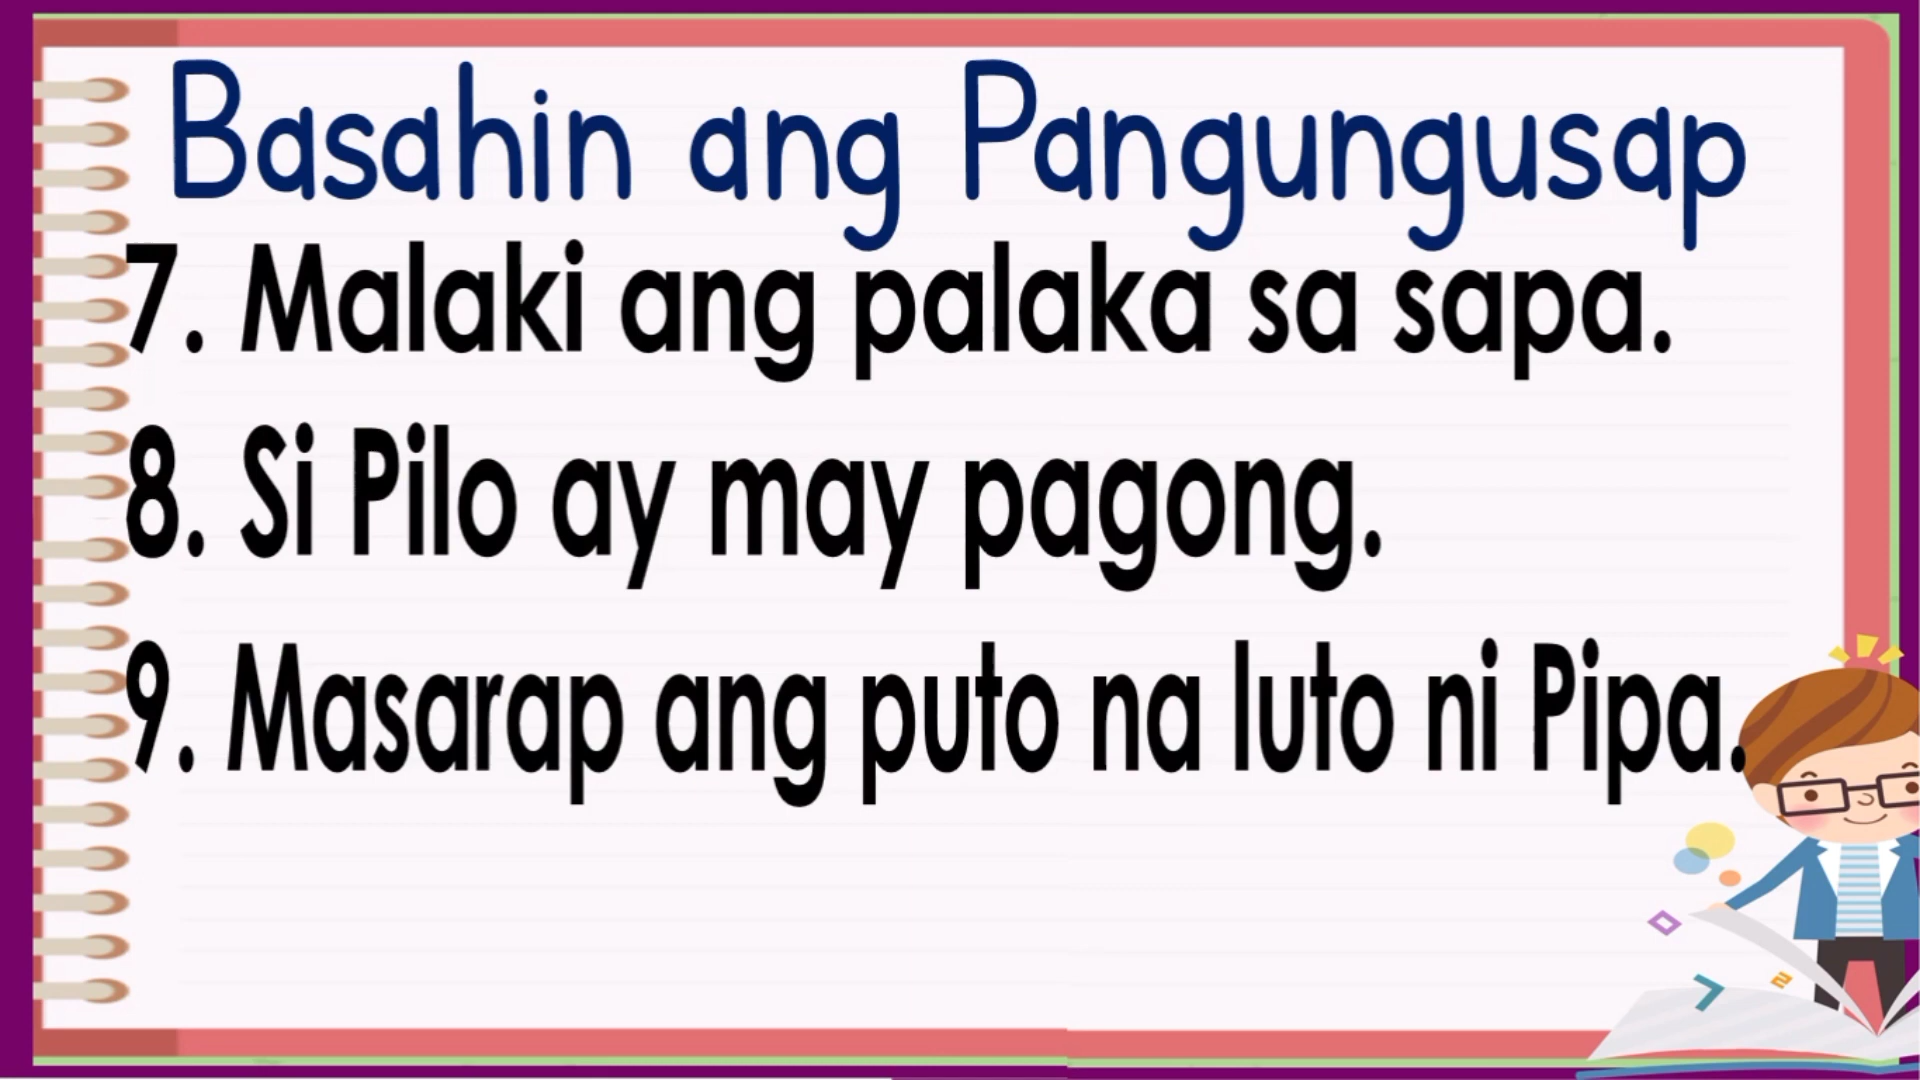 Basahin ang Pangungusap
7. Malaki ang palaka sa sapa.
8. Si Pilo ay may pagong.
9. Masarap ang puto na luto ni Pipa.